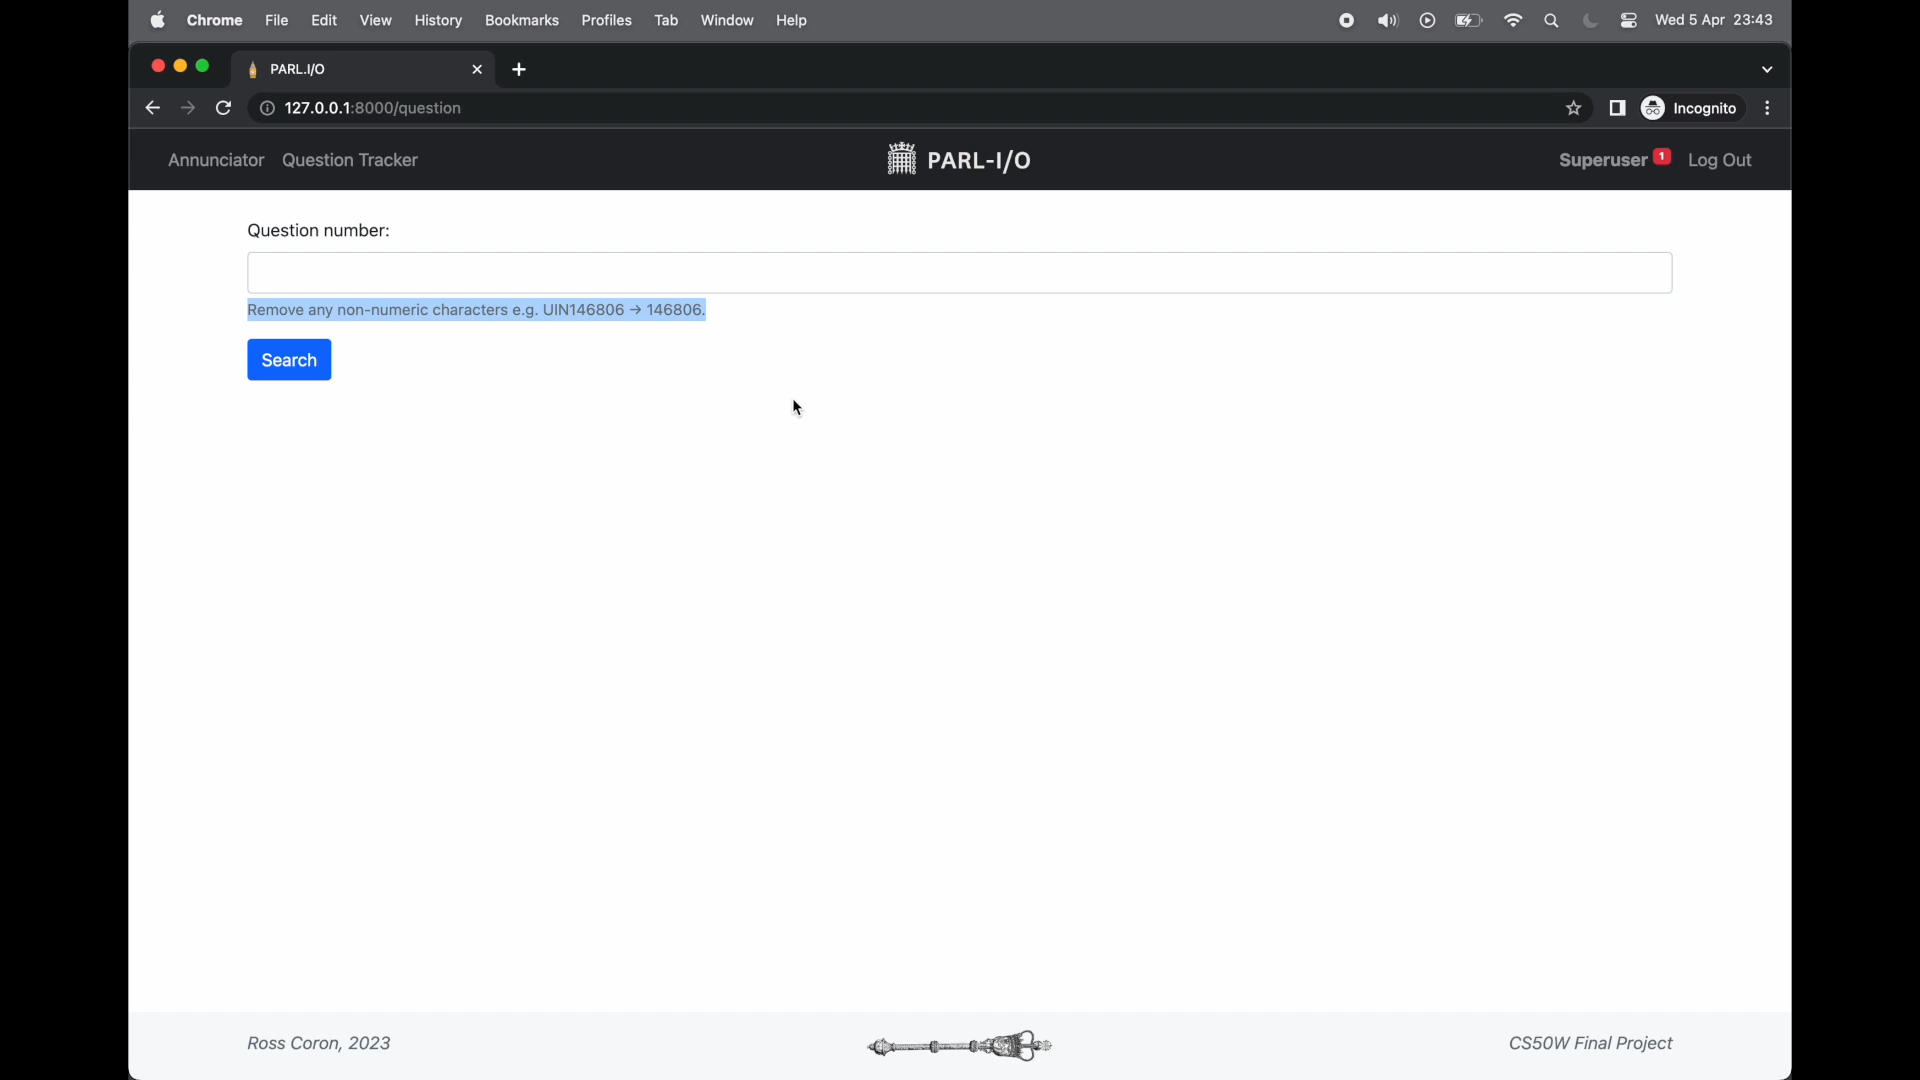 Chrome File Edit View History Bookmarks Profiles Tab Window Help Wed 5 Apr 23:43
PARL.I/O
127.0.0.1:8000/question Incognito
Annunciator Question Tracker PARL-I/O Superuser 1 Log Out
Question number:
Remove any non-numeric characters e.g. UIN146806 → 146806.
Search
Ross Coron, 2023 CS50W Final Project